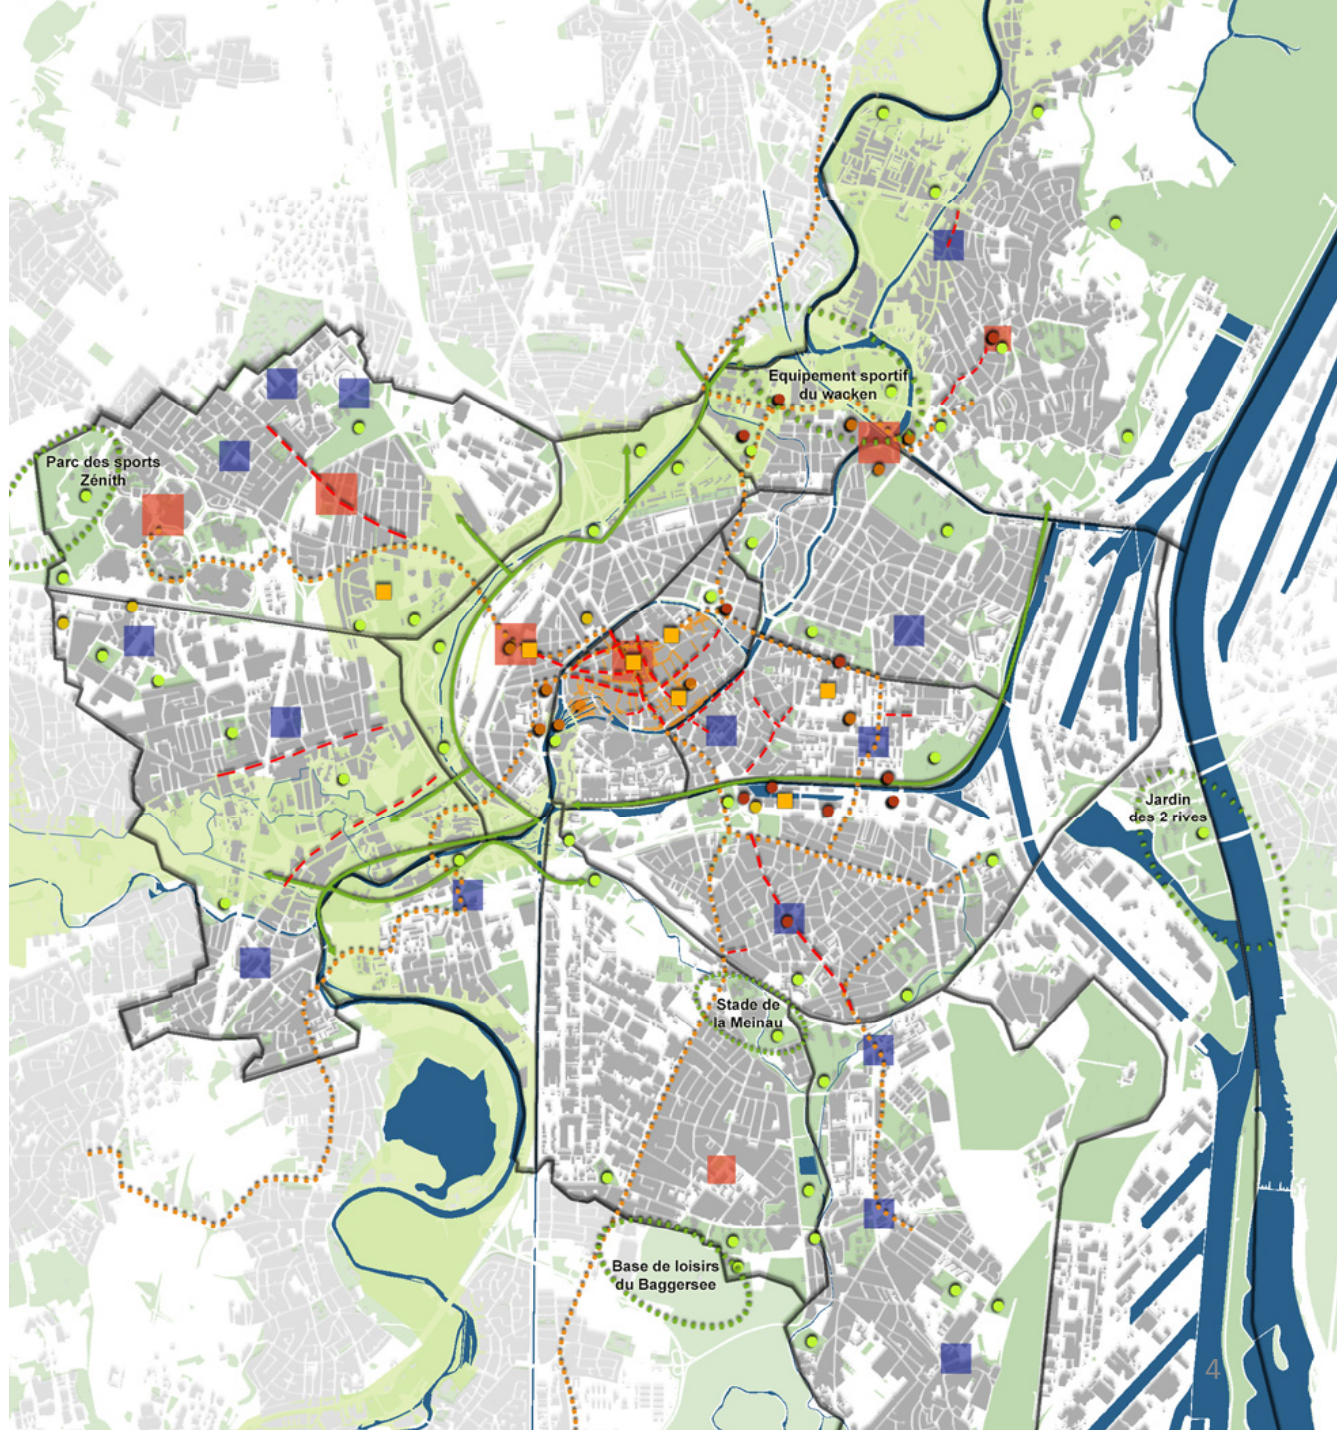 Equipement sportif
du wacken
Parc des sports
Zénith
Jardin
des 2 rives
Stade de
la Meinau
Base de loisirs
du Baggersee
4